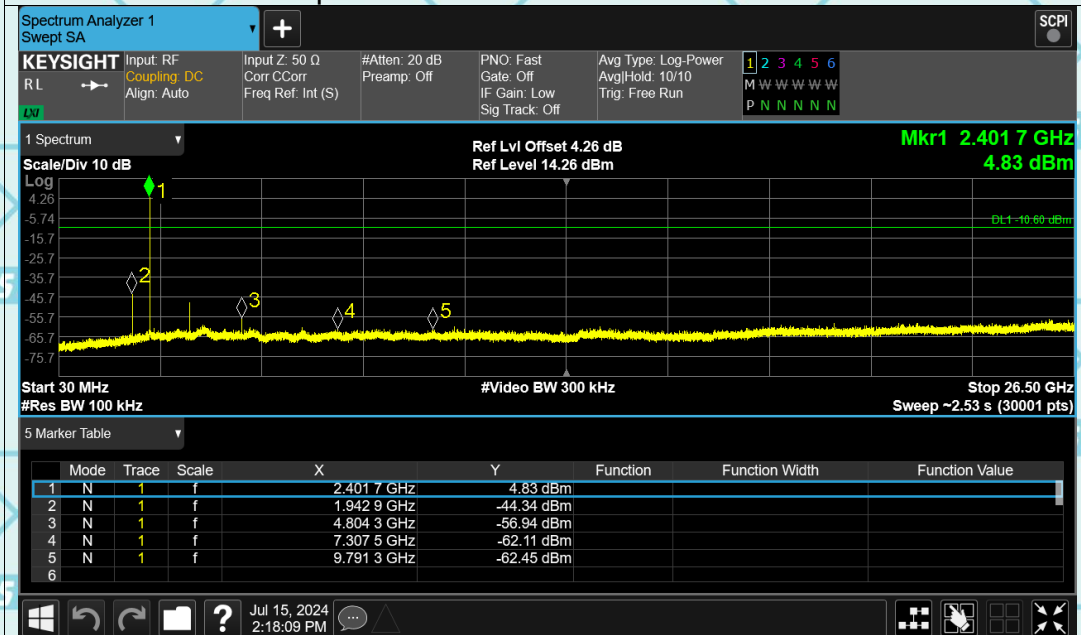 Spectrum Analyzer 1
Swept SA
+
SCPI
KEYSIGHT
R L
LXI
Input: RF
Coupling: DC
Align: Auto
Input Z: 50 Ω
Corr CCorr
Freq Ref: Int (S)
#Atten: 20 dB
Preamp: Off
PNO: Fast
Gate: Off
IF Gain: Low
Sig Track: Off
Avg Type: Log-Power
Avg|Hold: 10/10
Trig: Free Run
1 2 3 4 5 6
M W W W W W
P N N N N N
1 Spectrum
Scale/Div 10 dB
Ref Lvl Offset 4.26 dB
Ref Level 14.26 dBm
Mkr1 2.401 7 GHz
4.83 dBm
Log
4.26
-5.74
-15.7
-25.7
-35.7
-45.7
-55.7
-65.7
-75.7
1
2
3
4
5
DL1 -10.60 dBm
Start 30 MHz
#Res BW 100 kHz
#Video BW 300 kHz
Stop 26.50 GHz
Sweep ~2.53 s (30001 pts)
5 Marker Table
Mode Trace Scale X Y Function Function Width Function Value
1 N 1 f 2.401 7 GHz 4.83 dBm
2 N 1 f 1.942 9 GHz -44.34 dBm
3 N 1 f 4.804 3 GHz -56.94 dBm
4 N 1 f 7.307 5 GHz -62.11 dBm
5 N 1 f 9.791 3 GHz -62.45 dBm
6
?
Jul 15, 2024
2:18:09 PM